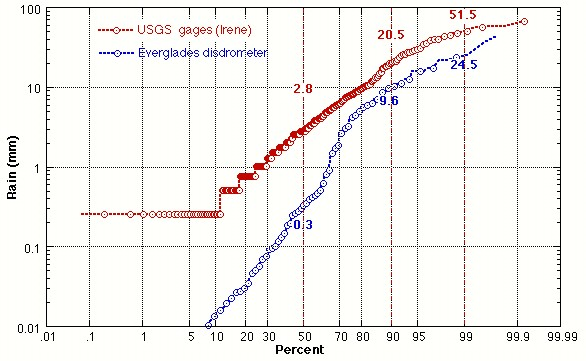 100
10
1
0.1
0.01
Rain (mm)
USGS gages (Irene)
Everglades disdrometer
51.5
20.5
2.8
24.5
9.6
0.3
.01 .1 1 5 10 20 30 50 70 80 90 95 99 99.9 99.99
Percent